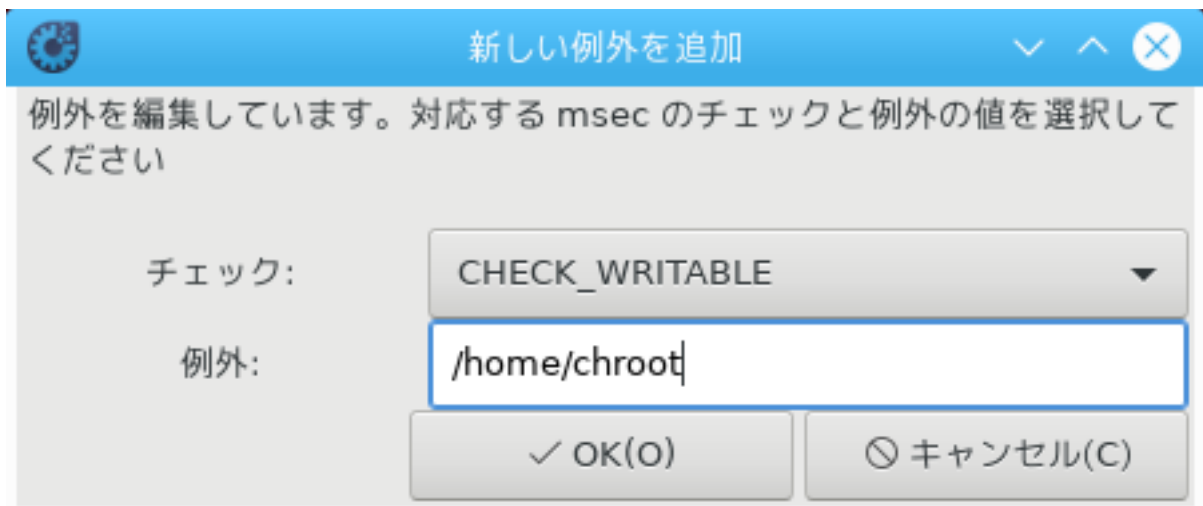 新しい例外を追加
例外を編集しています。対応する msec のチェックと例外の値を選択して
ください
チェック: CHECK_WRITABLE
例外: /home/chroot
OK(O) キャンセル(C)